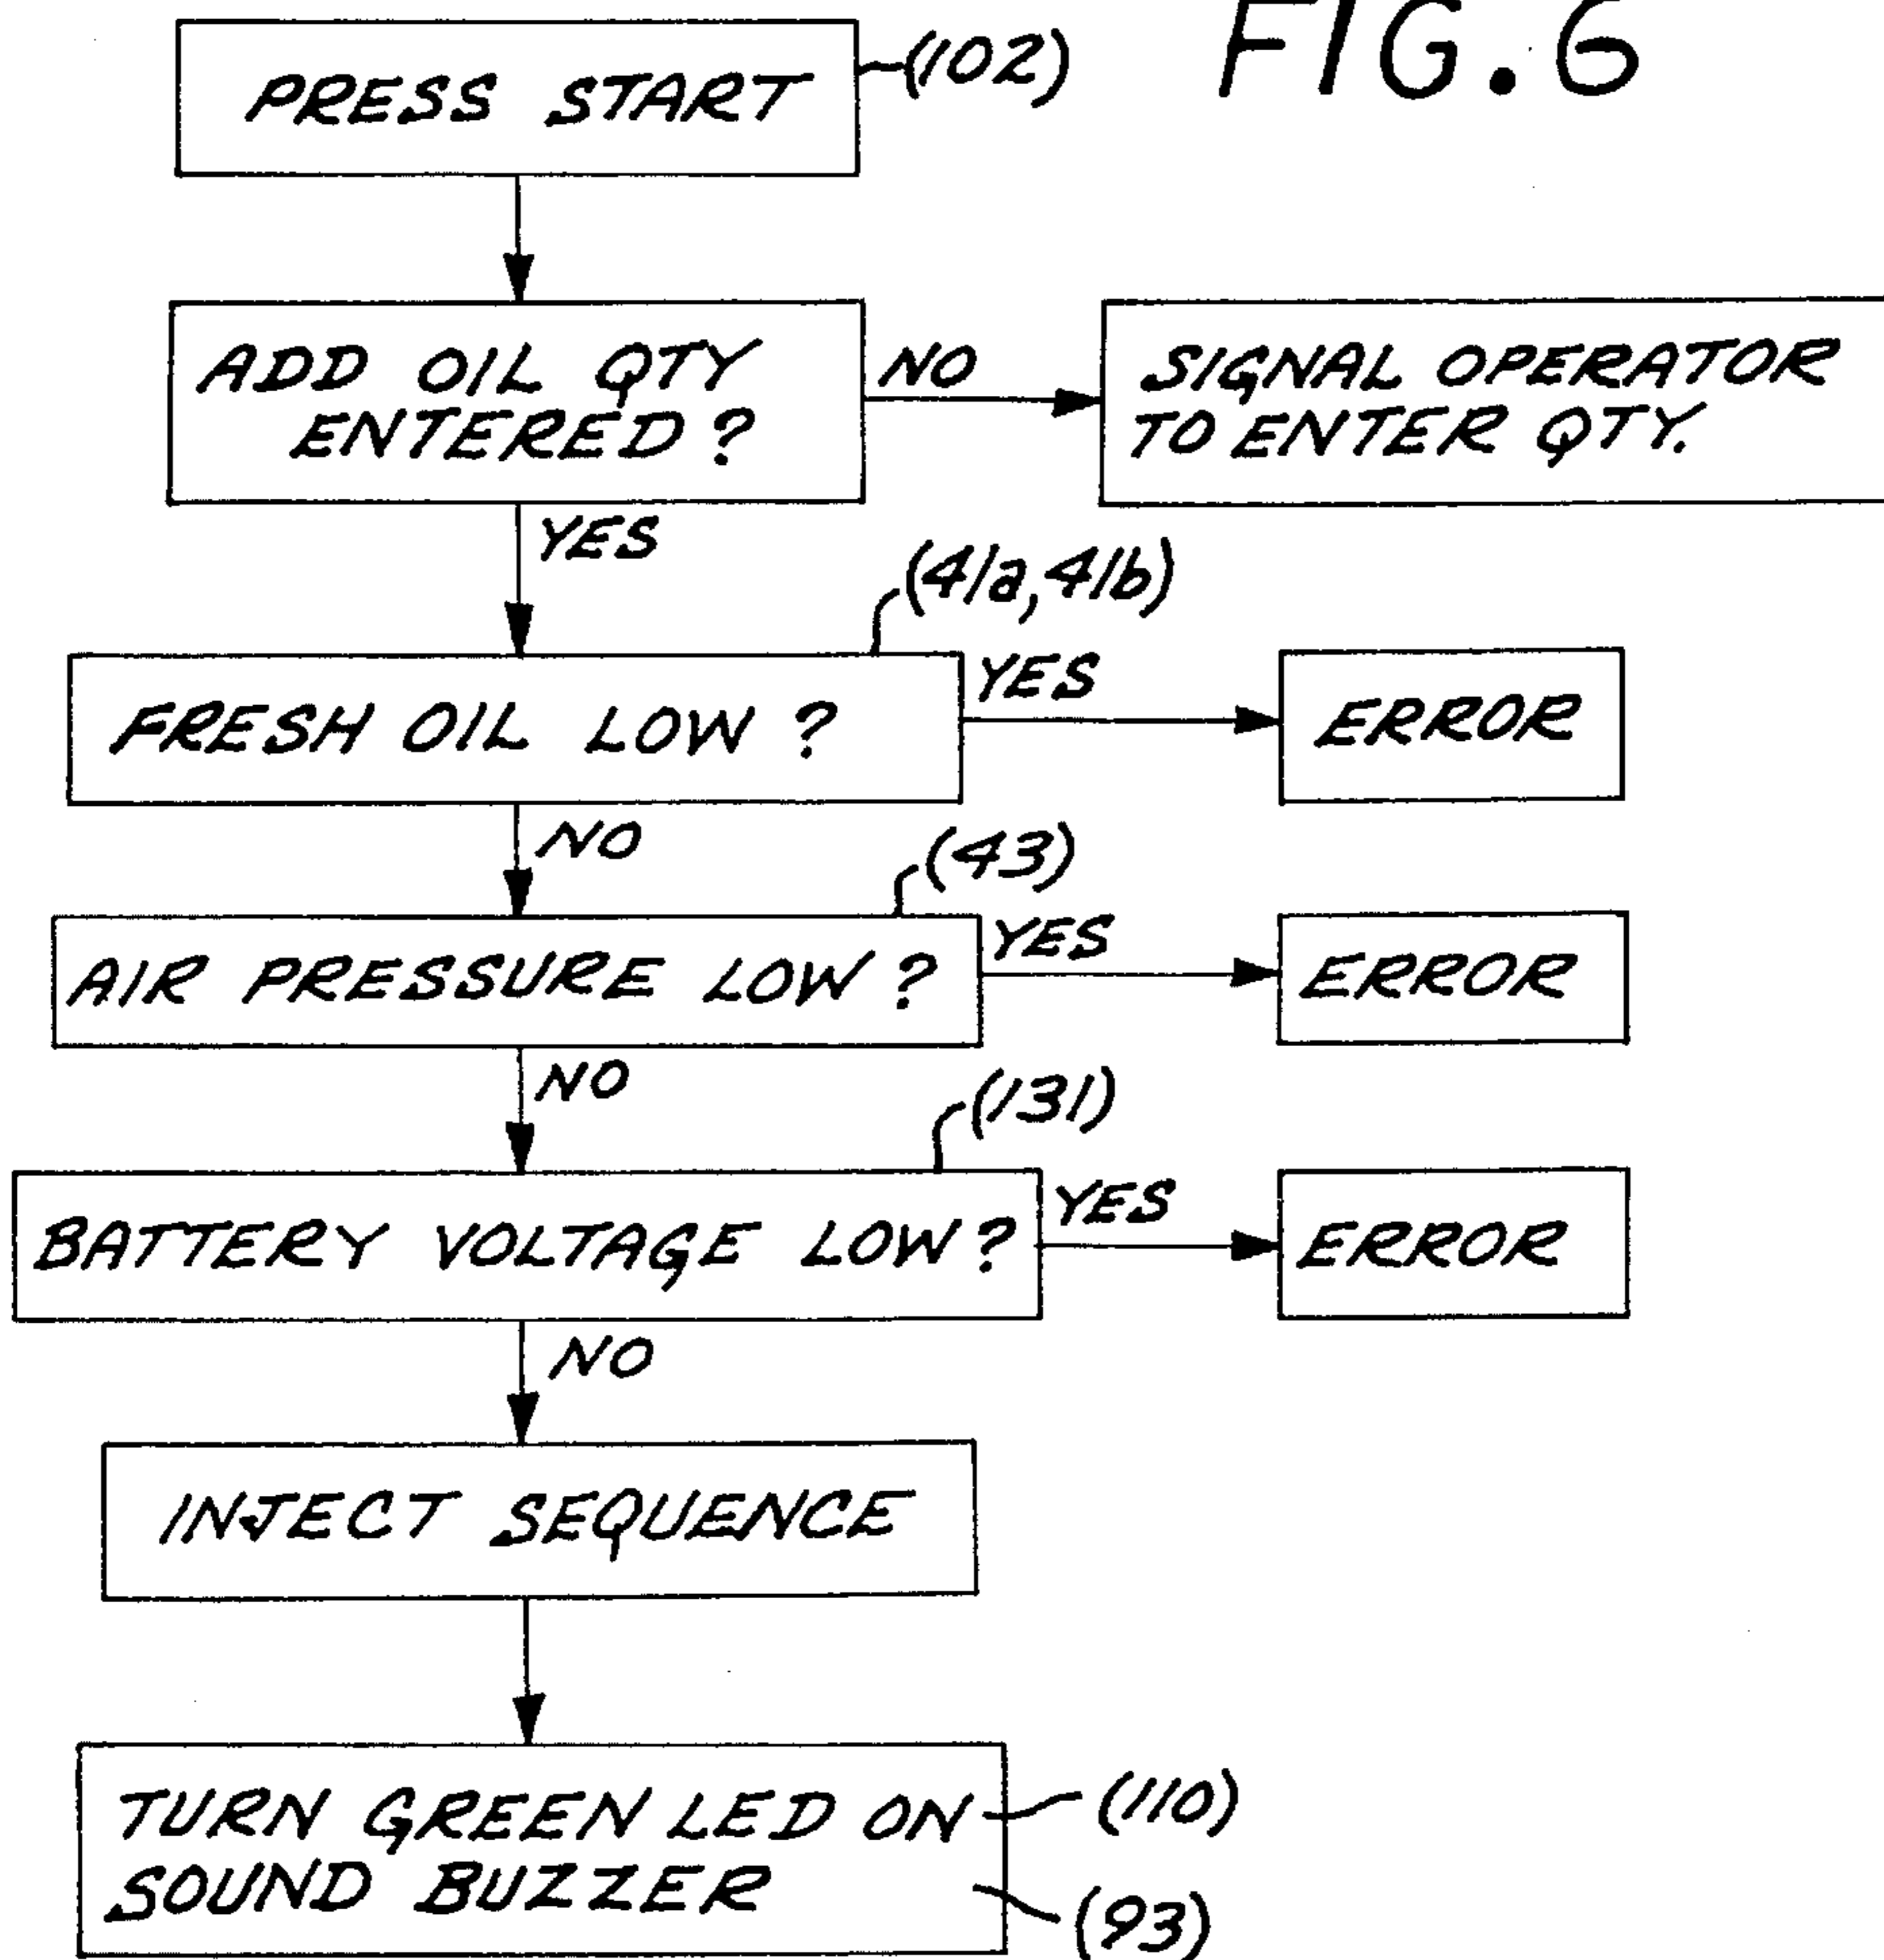 FIG. 6
PRESS START
(102)
ADD OIL QTY
ENTERED?
NO
SIGNAL OPERATOR
TO ENTER QTY.
YES
(41a, 41b)
FRESH OIL LOW?
YES
ERROR
NO
(43)
AIR PRESSURE LOW?
YES
ERROR
NO
(131)
BATTERY VOLTAGE LOW?
YES
ERROR
NO
INJECT SEQUENCE
TURN GREEN LED ON
(110)
SOUND BUZZER
(93)